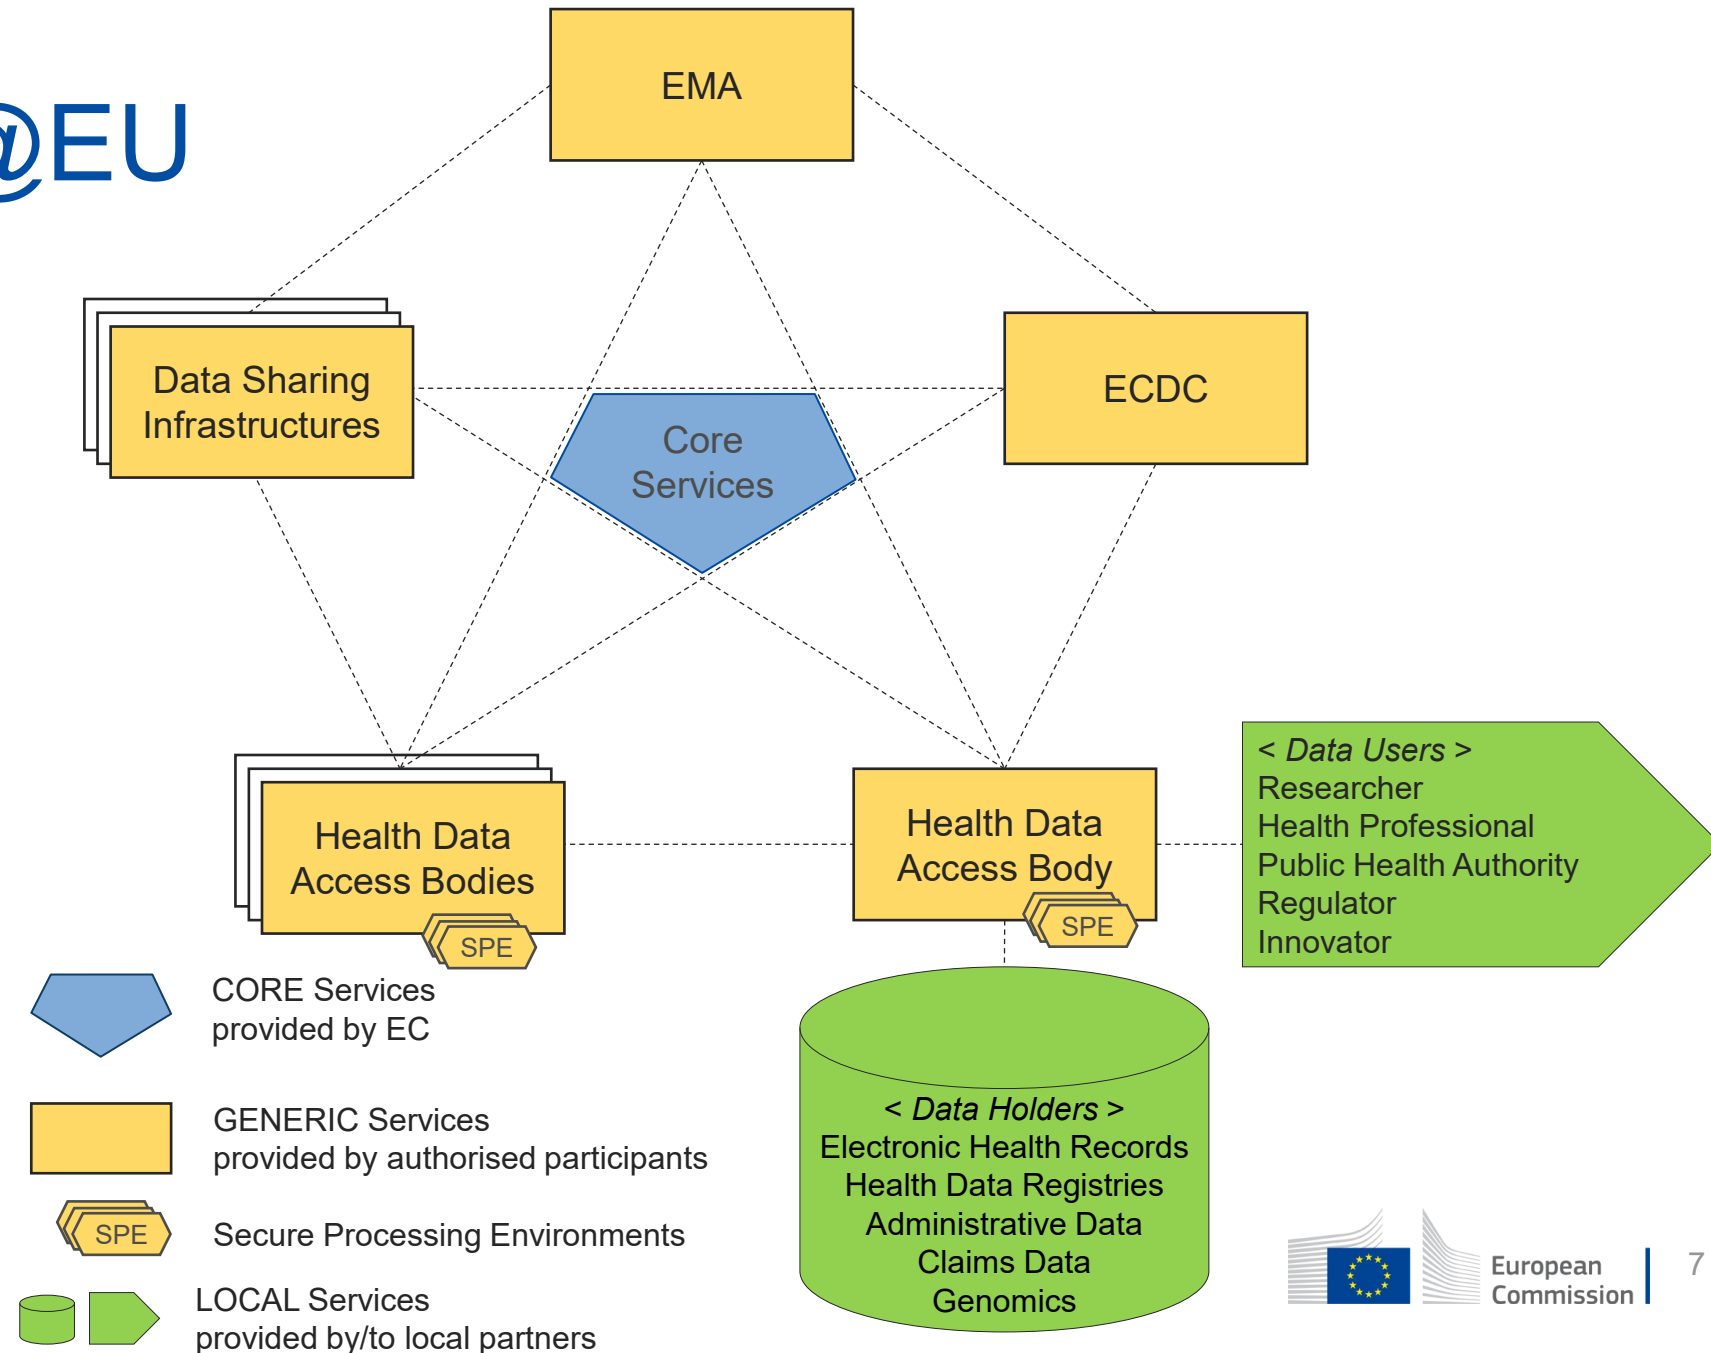 @EU
EMA
Data Sharing
Infrastructures
ECDC
Core
Services
Health Data
Access Bodies
SPE
Health Data
Access Body
SPE
< Data Users >
Researcher
Health Professional
Public Health Authority
Regulator
Innovator
< Data Holders >
Electronic Health Records
Health Data Registries
Administrative Data
Claims Data
Genomics
CORE Services
provided by EC
GENERIC Services
provided by authorised participants
SPE
Secure Processing Environments
LOCAL Services
provided by/to local partners
European
Commission
7